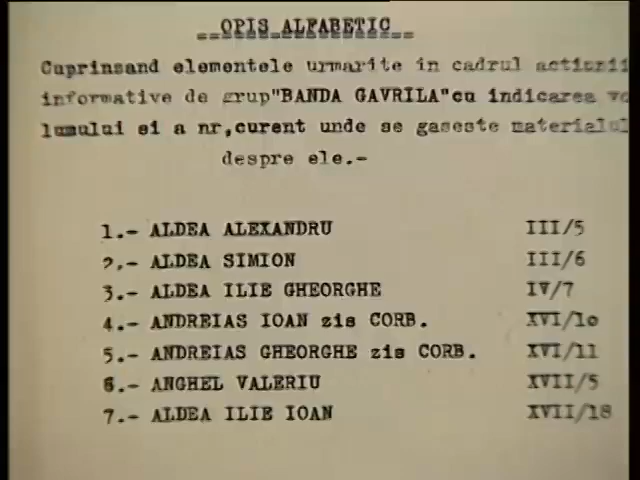 OPIS ALFABETIC
Cuprinsand elementele urmarite in cadrul actiunii
informative de grup"BANDA GAVRILA"cu indicarea vo
lumului si a nr,curent unde se gaseste materialul
despre ele.-
1.- ALDEA ALEXANDRU III/5
2.- ALDEA SIMION III/6
3.- ALDEA ILIE GHEORGHE IV/7
4.- ANDREIAS IOAN zis CORB. XVI/10
5.- ANDREIAS GHEORGHE zis CORB. XVI/11
6.- ANGHEL VALERIU XVII/5
7.- ALDEA ILIE IOAN XVII/18